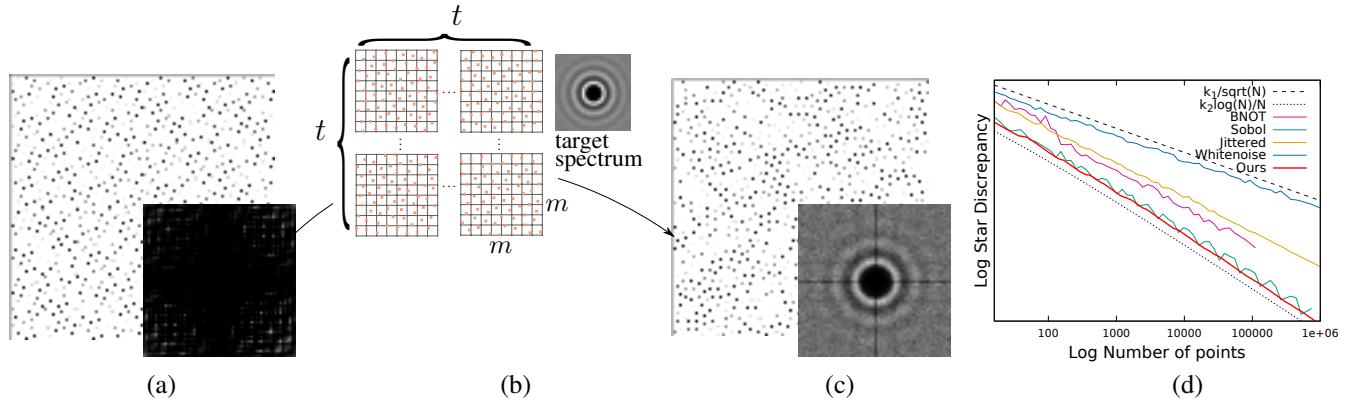 t
t
m
m
target
spectrum
k₁/sqrt(N)
k₂log(N)/N
BNOT
Sobol
Jittered
Whitenoise
Ours
Log Star Discrepancy
100
1000
10000
100000
1e+06
Log Number of points
(a)
(b)
(c)
(d)